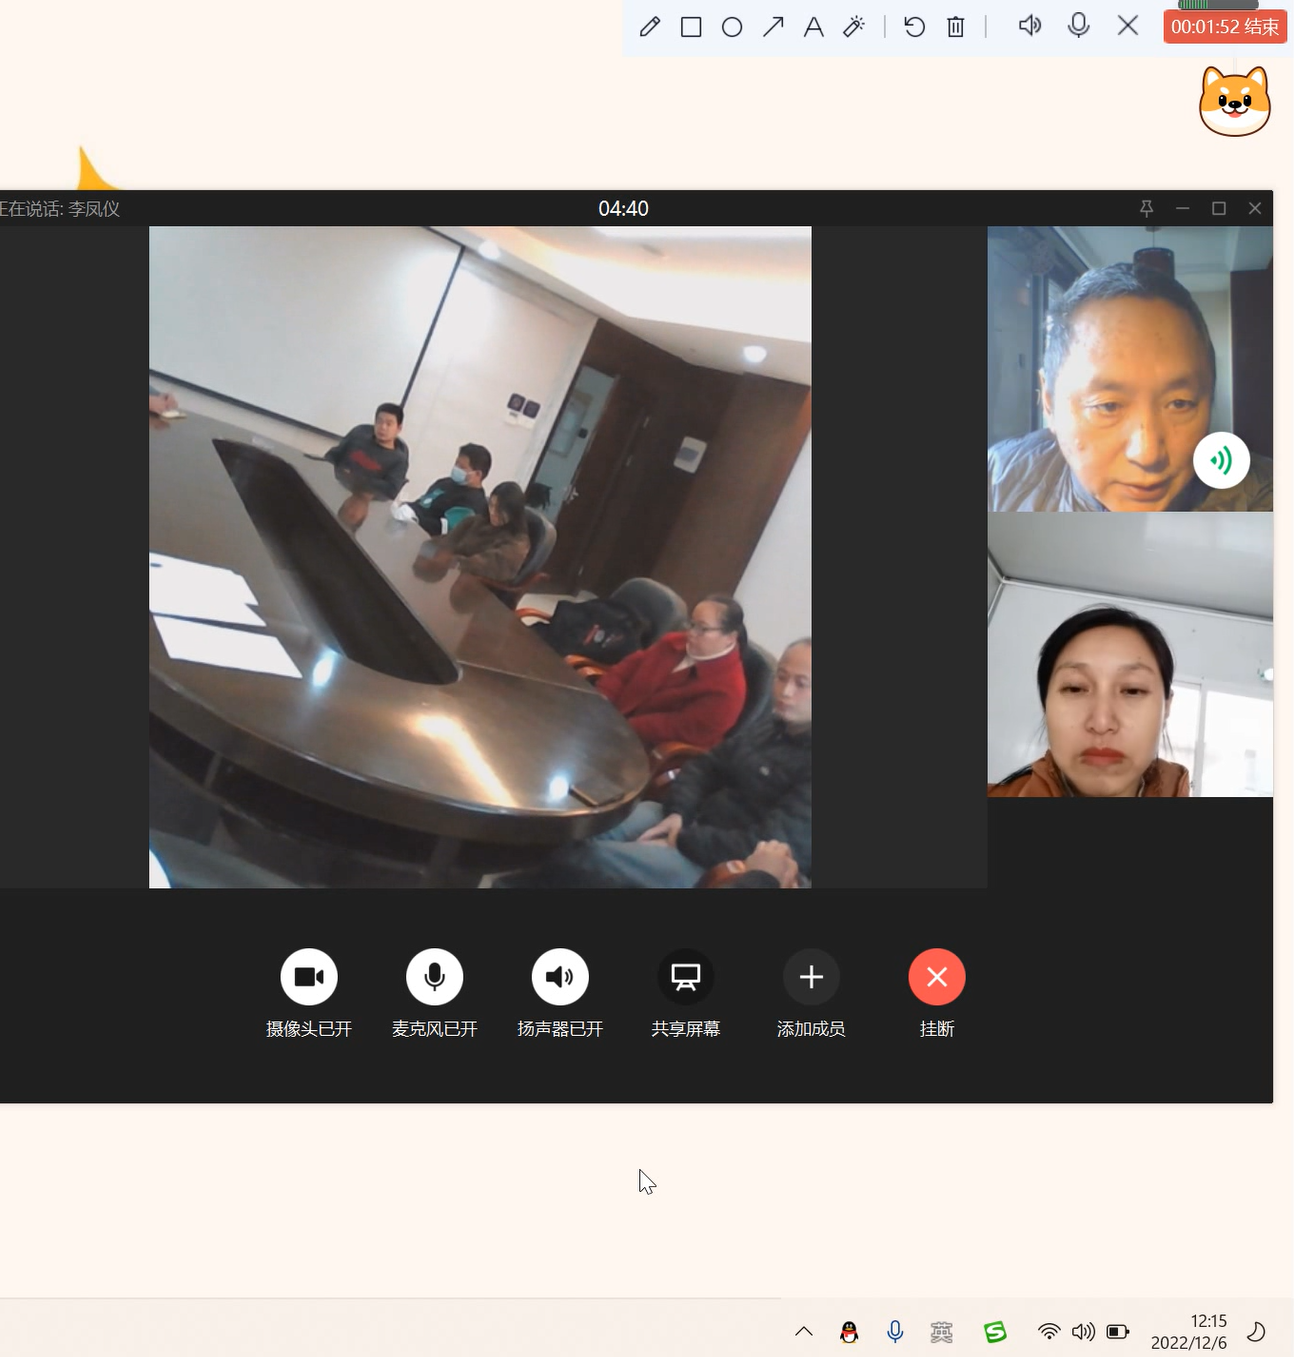 00:01:52 结束
正在说话: 李凤仪
04:40
摄像头已开
麦克风已开
扬声器已开
共享屏幕
添加成员
挂断
英
12:15
2022/12/6